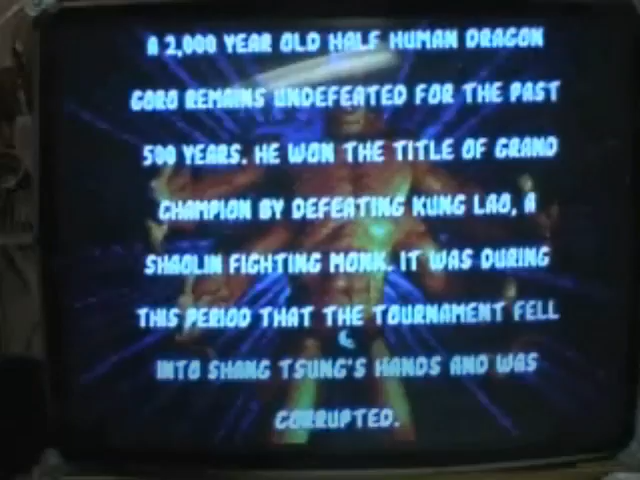 A 2,000 YEAR OLD HALF HUMAN DRAGON
GORO REMAINS UNDEFEATED FOR THE PAST
500 YEARS. HE WON THE TITLE OF GRAND
CHAMPION BY DEFEATING KUNG LAO, A
SHAOLIN FIGHTING MONK. IT WAS DURING
THIS PERIOD THAT THE TOURNAMENT FELL
INTO SHANG TSUNG'S HANDS AND WAS
CORRUPTED.